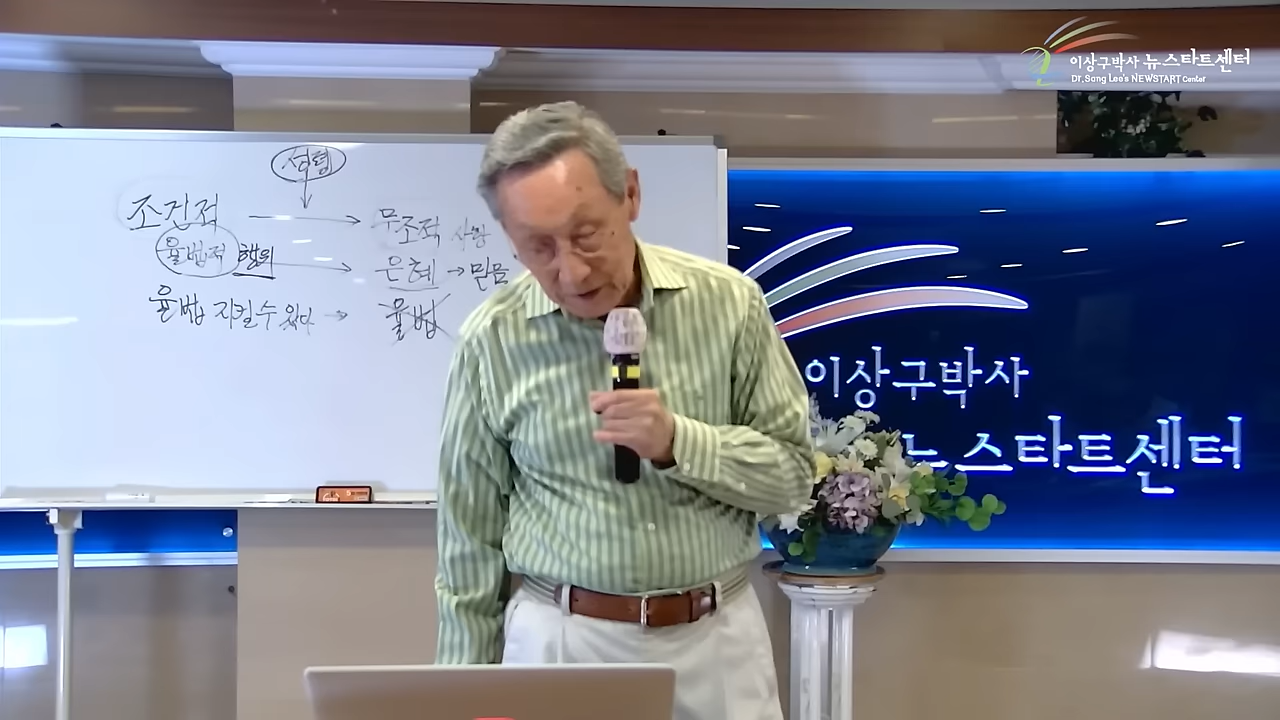 이상구박사 뉴스타트센터
Dr. Sang Lee's NEWSTART Center
성령
조건적 → 무조적 사랑
율법적 행위 → 은혜 → 믿음
율법 지킬 수 있다 → 율법
이상구박사
뉴스타트센터